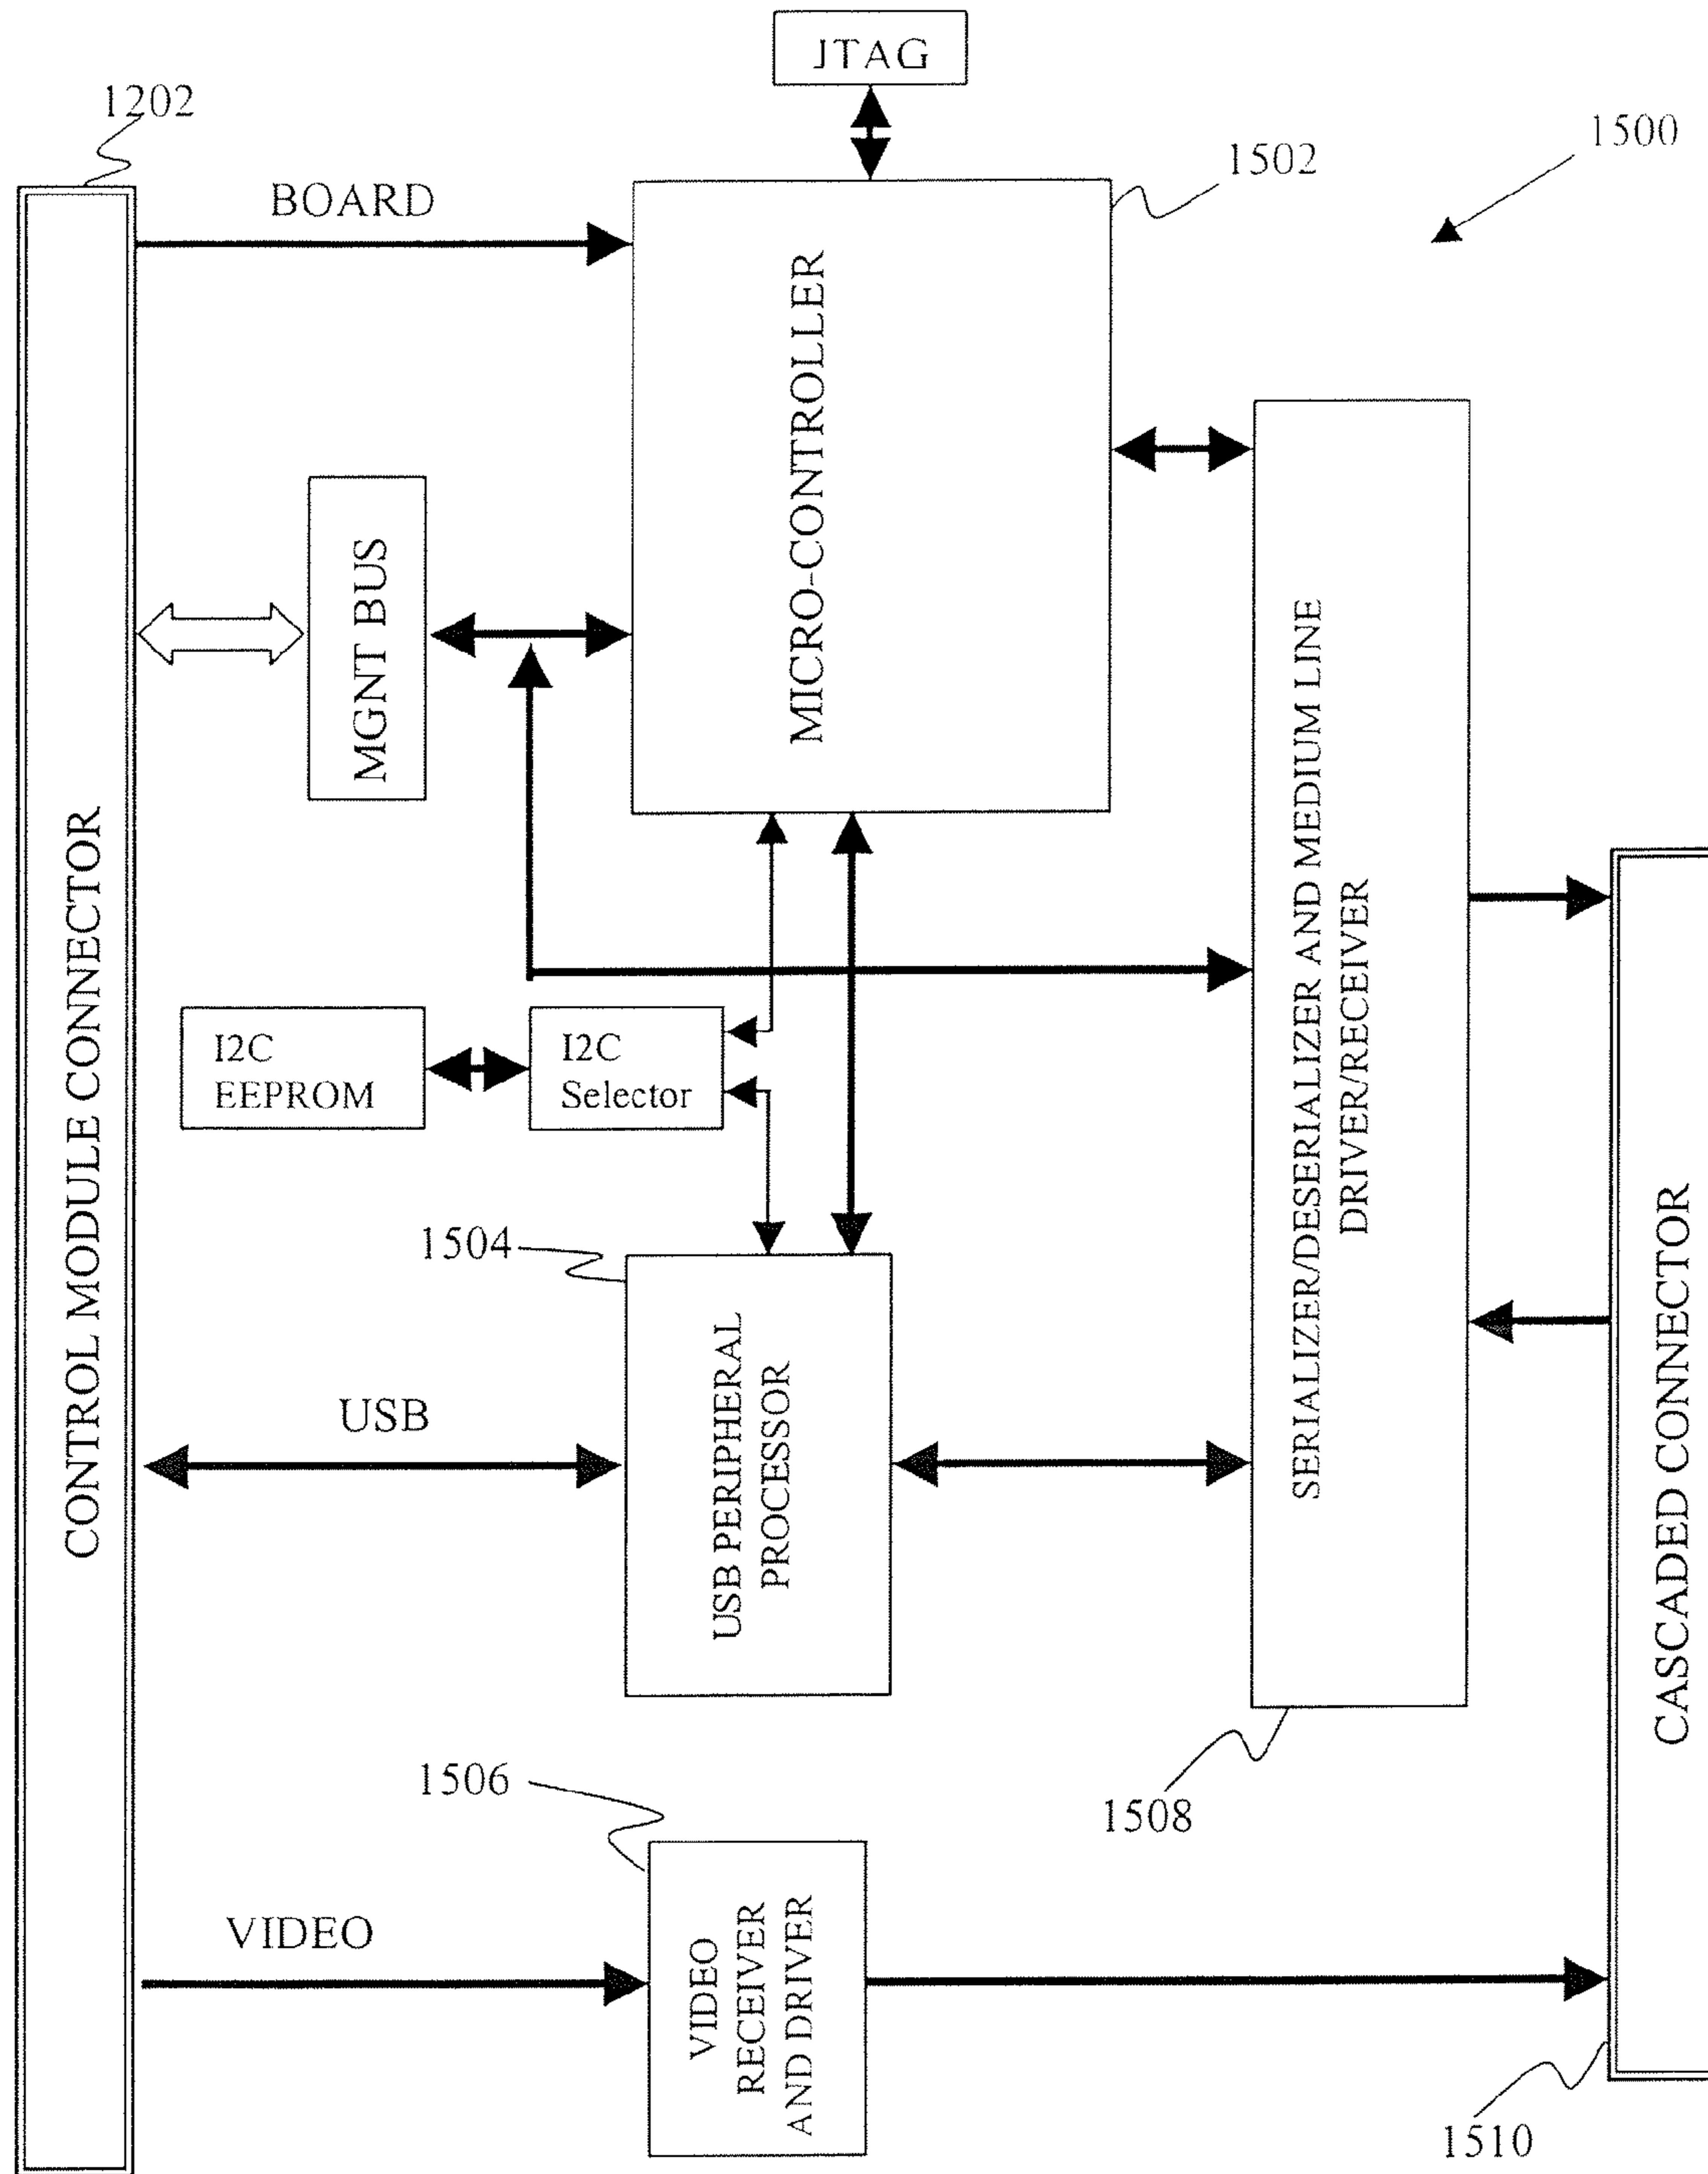 JTAG
1202
1500
1502
BOARD
MICRO-CONTROLLER
MGNT BUS
CONTROL MODULE CONNECTOR
SERIALIZER/DESERIALIZER AND MEDIUM LINE
DRIVER/RECEIVER
I2C
EEPROM
I2C
Selector
1504
USB
USB PERIPHERAL
PROCESSOR
CASCADED CONNECTOR
1506
1508
VIDEO
VIDEO
RECEIVER
AND DRIVER
1510